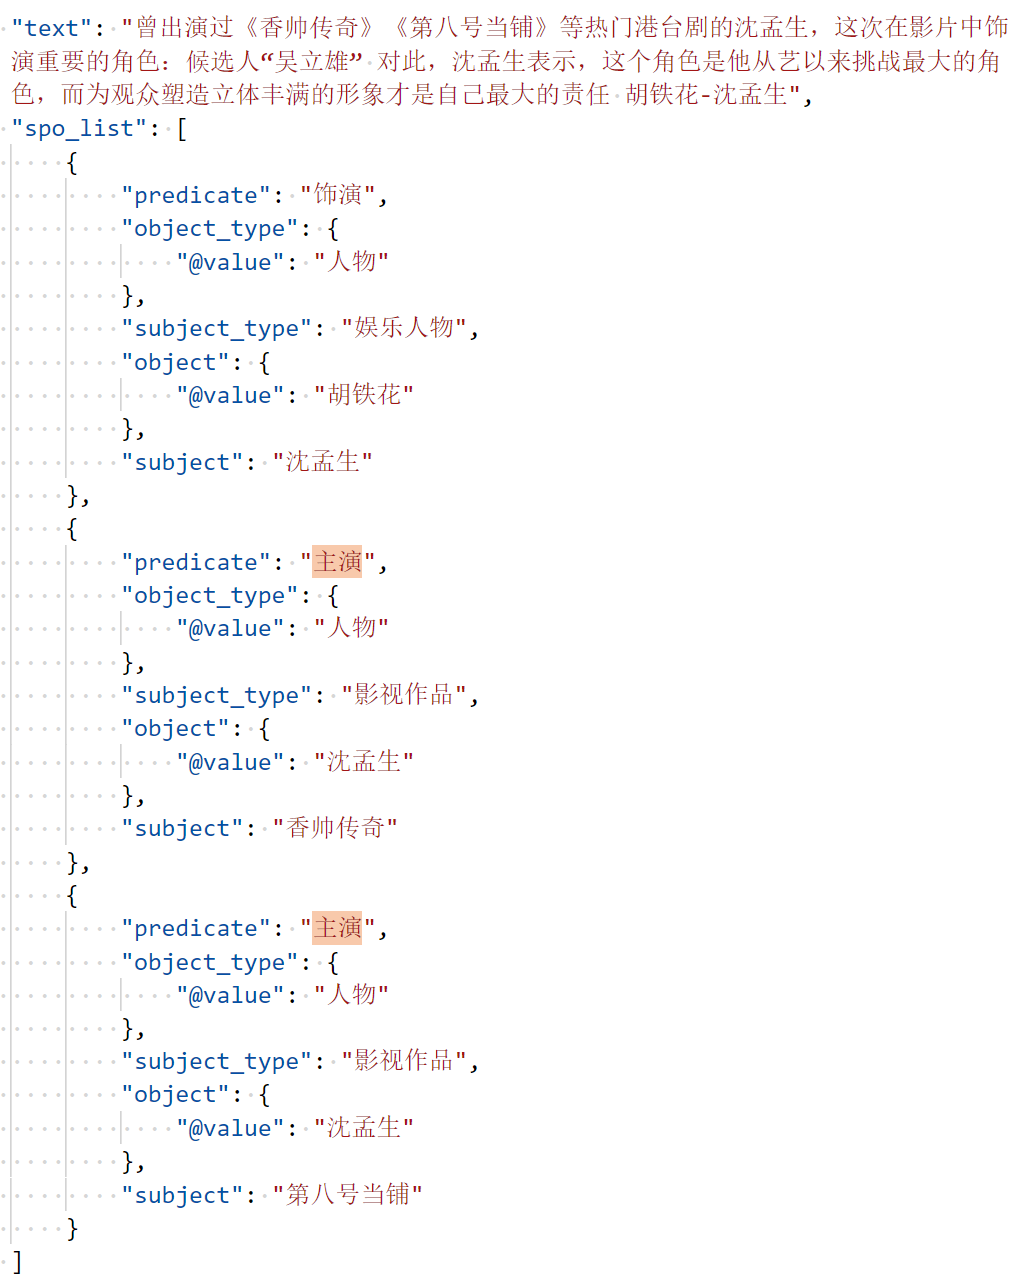 "text": "曾出演过《香帅传奇》《第八号当铺》等热门港台剧的沈孟生，这次在影片中饰
演重要的角色：候选人“吴立雄” 对此，沈孟生表示，这个角色是他从艺以来挑战最大的角
色，而为观众塑造立体丰满的形象才是自己最大的责任 胡铁花-沈孟生",
"spo_list": [
{
"predicate": "饰演",
"object_type": {
"@value": "人物"
},
"subject_type": "娱乐人物",
"object": {
"@value": "胡铁花"
},
"subject": "沈孟生"
},
{
"predicate": "主演",
"object_type": {
"@value": "人物"
},
"subject_type": "影视作品",
"object": {
"@value": "沈孟生"
},
"subject": "香帅传奇"
},
{
"predicate": "主演",
"object_type": {
"@value": "人物"
},
"subject_type": "影视作品",
"object": {
"@value": "沈孟生"
},
"subject": "第八号当铺"
}
]